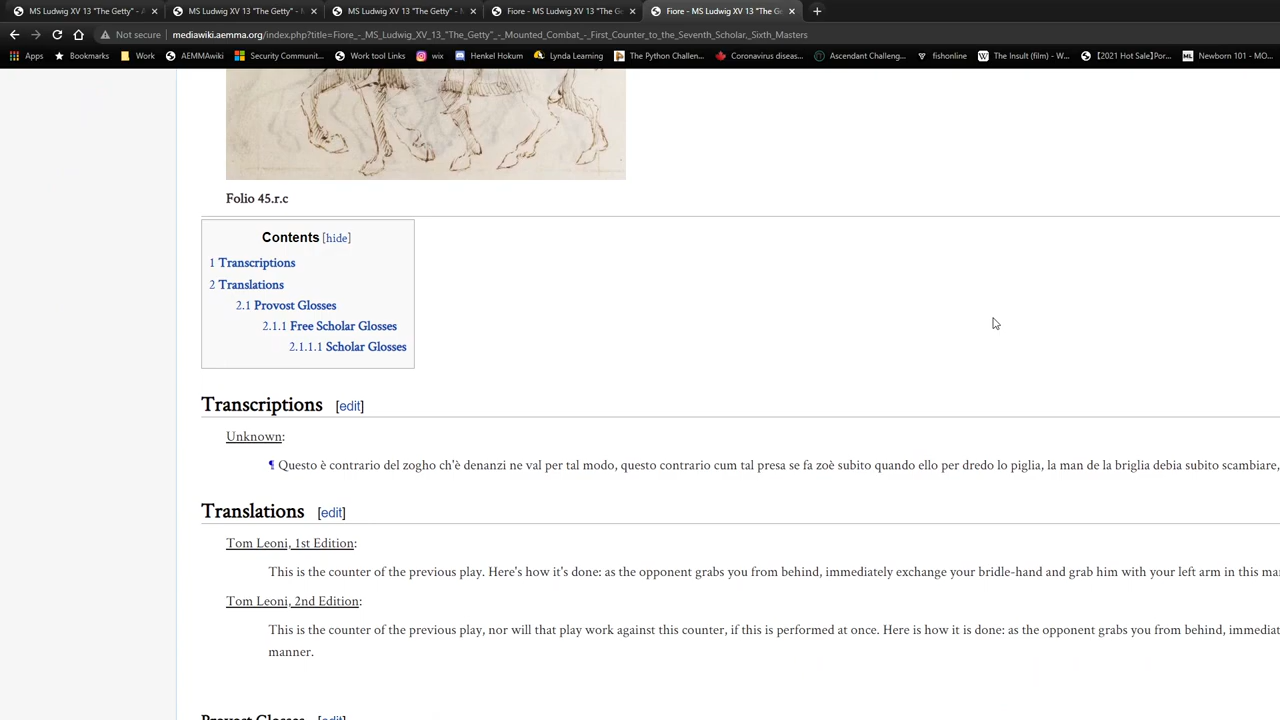 MS Ludwig XV 13 "The Getty" - A
MS Ludwig XV 13 "The Getty" - M
MS Ludwig XV 13 "The Getty" - M
Fiore - MS Ludwig XV 13 "The Ge
Fiore - MS Ludwig XV 13 "The Ge
Not secure | mediawiki.aemma.org/index.php?title=Fiore_-_MS_Ludwig_XV_13_"The_Getty"_-_Mounted_Combat_-_First_Counter_to_the_Seventh_Scholar,_Sixth_Masters
Apps Bookmarks Work AEMMAwiki Security Communit... Work tool Links wix Henkel Hokum Lynda Learning The Python Challen... Coronavirus diseas... Ascendant Challeng... fishonline The Insult (film) - W... 【2021 Hot Sale】Por... Newborn 101 - MO...
Folio 45.r.c
Contents [hide]
1 Transcriptions
2 Translations
2.1 Provost Glosses
2.1.1 Free Scholar Glosses
2.1.1.1 Scholar Glosses
Transcriptions [edit]
Unknown:
¶ Questo è contrario del zogho ch'è denanzi ne val per tal modo, questo contrario cum tal presa se fa zoè subito quando ello per dredo lo piglia, la man de la briglia debia subito scambiare,
Translations [edit]
Tom Leoni, 1st Edition:
This is the counter of the previous play. Here's how it's done: as the opponent grabs you from behind, immediately exchange your bridle-hand and grab him with your left arm in this ma
Tom Leoni, 2nd Edition:
This is the counter of the previous play, nor will that play work against this counter, if this is performed at once. Here is how it is done: as the opponent grabs you from behind, immediat
manner.
Provost Glosses [edit]